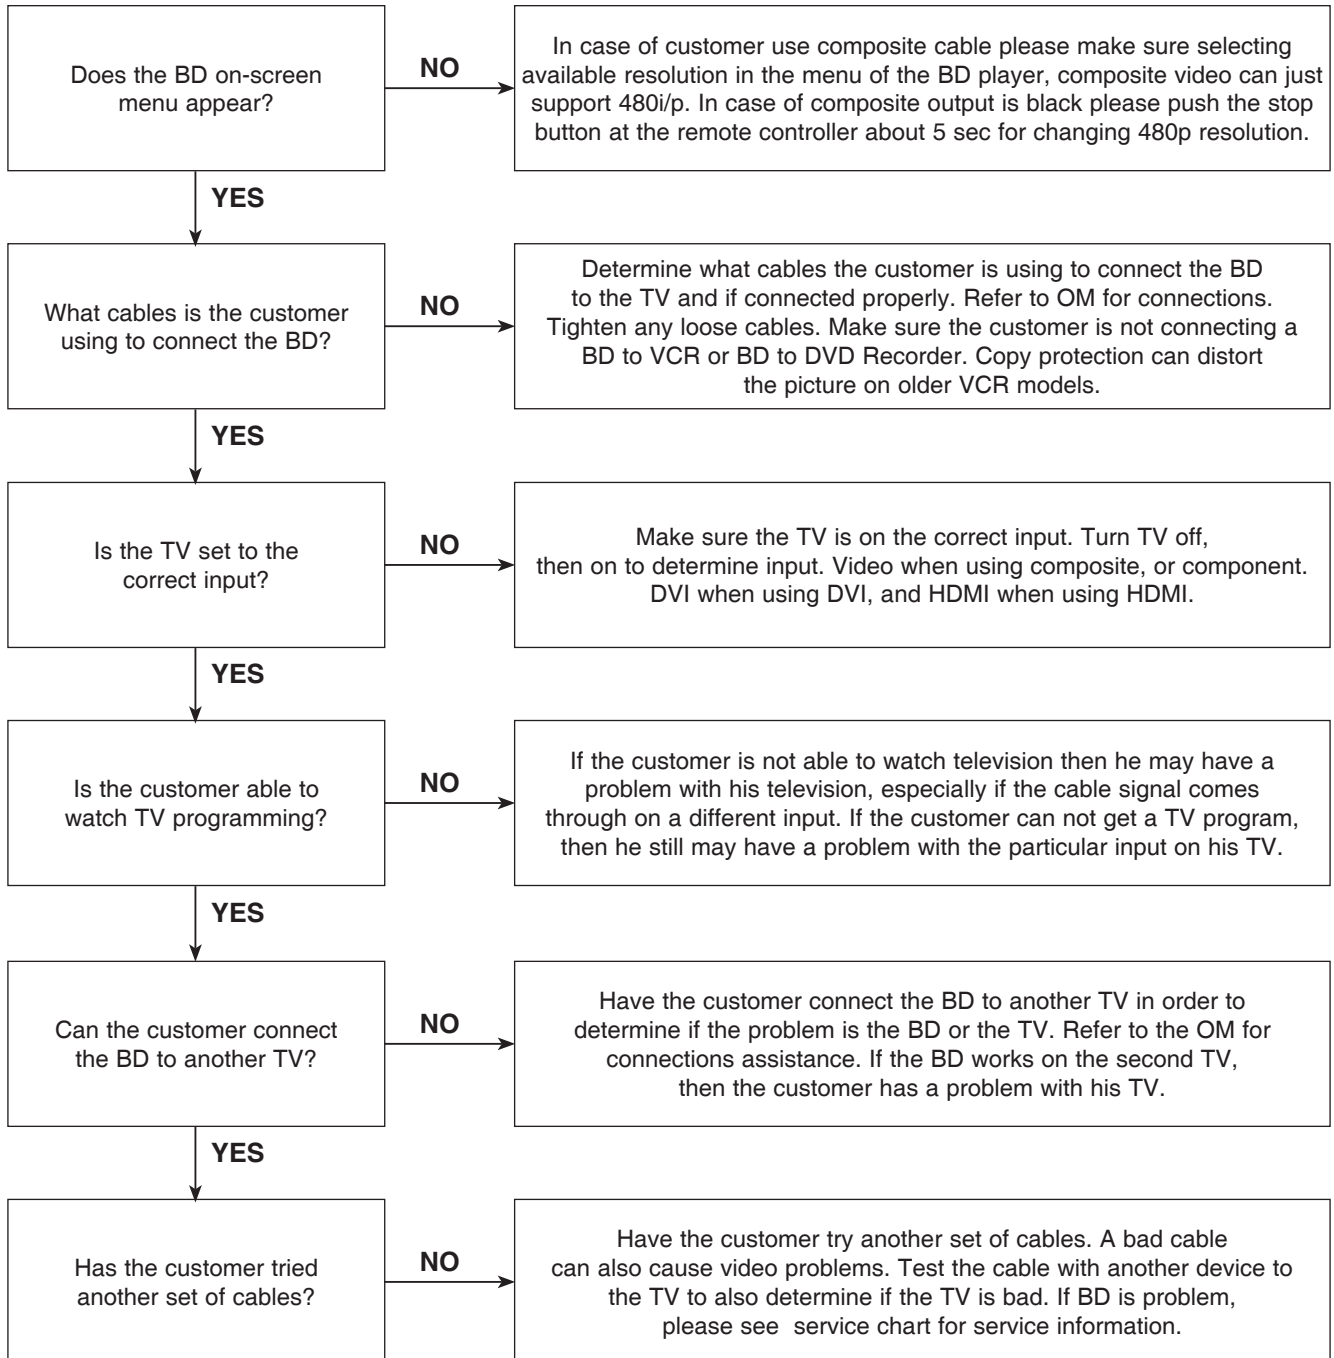 Does the BD on-screen
menu appear?
NO
In case of customer use composite cable please make sure selecting
available resolution in the menu of the BD player, composite video can just
support 480i/p. In case of composite output is black please push the stop
button at the remote controller about 5 sec for changing 480p resolution.
YES
What cables is the customer
using to connect the BD?
NO
Determine what cables the customer is using to connect the BD
to the TV and if connected properly. Refer to OM for connections.
Tighten any loose cables. Make sure the customer is not connecting a
BD to VCR or BD to DVD Recorder. Copy protection can distort
the picture on older VCR models.
YES
Is the TV set to the
correct input?
NO
Make sure the TV is on the correct input. Turn TV off,
then on to determine input. Video when using composite, or component.
DVI when using DVI, and HDMI when using HDMI.
YES
Is the customer able to
watch TV programming?
NO
If the customer is not able to watch television then he may have a
problem with his television, especially if the cable signal comes
through on a different input. If the customer can not get a TV program,
then he still may have a problem with the particular input on his TV.
YES
Can the customer connect
the BD to another TV?
NO
Have the customer connect the BD to another TV in order to
determine if the problem is the BD or the TV. Refer to the OM for
connections assistance. If the BD works on the second TV,
then the customer has a problem with his TV.
YES
Has the customer tried
another set of cables?
NO
Have the customer try another set of cables. A bad cable
can also cause video problems. Test the cable with another device to
the TV to also determine if the TV is bad. If BD is problem,
please see  service chart for service information.